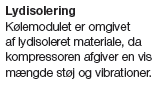 Lydisolering
Kølemodulet er omgivet
af lydisoleret materiale, da
kompressoren afgiver en vis
mængde støj og vibrationer.